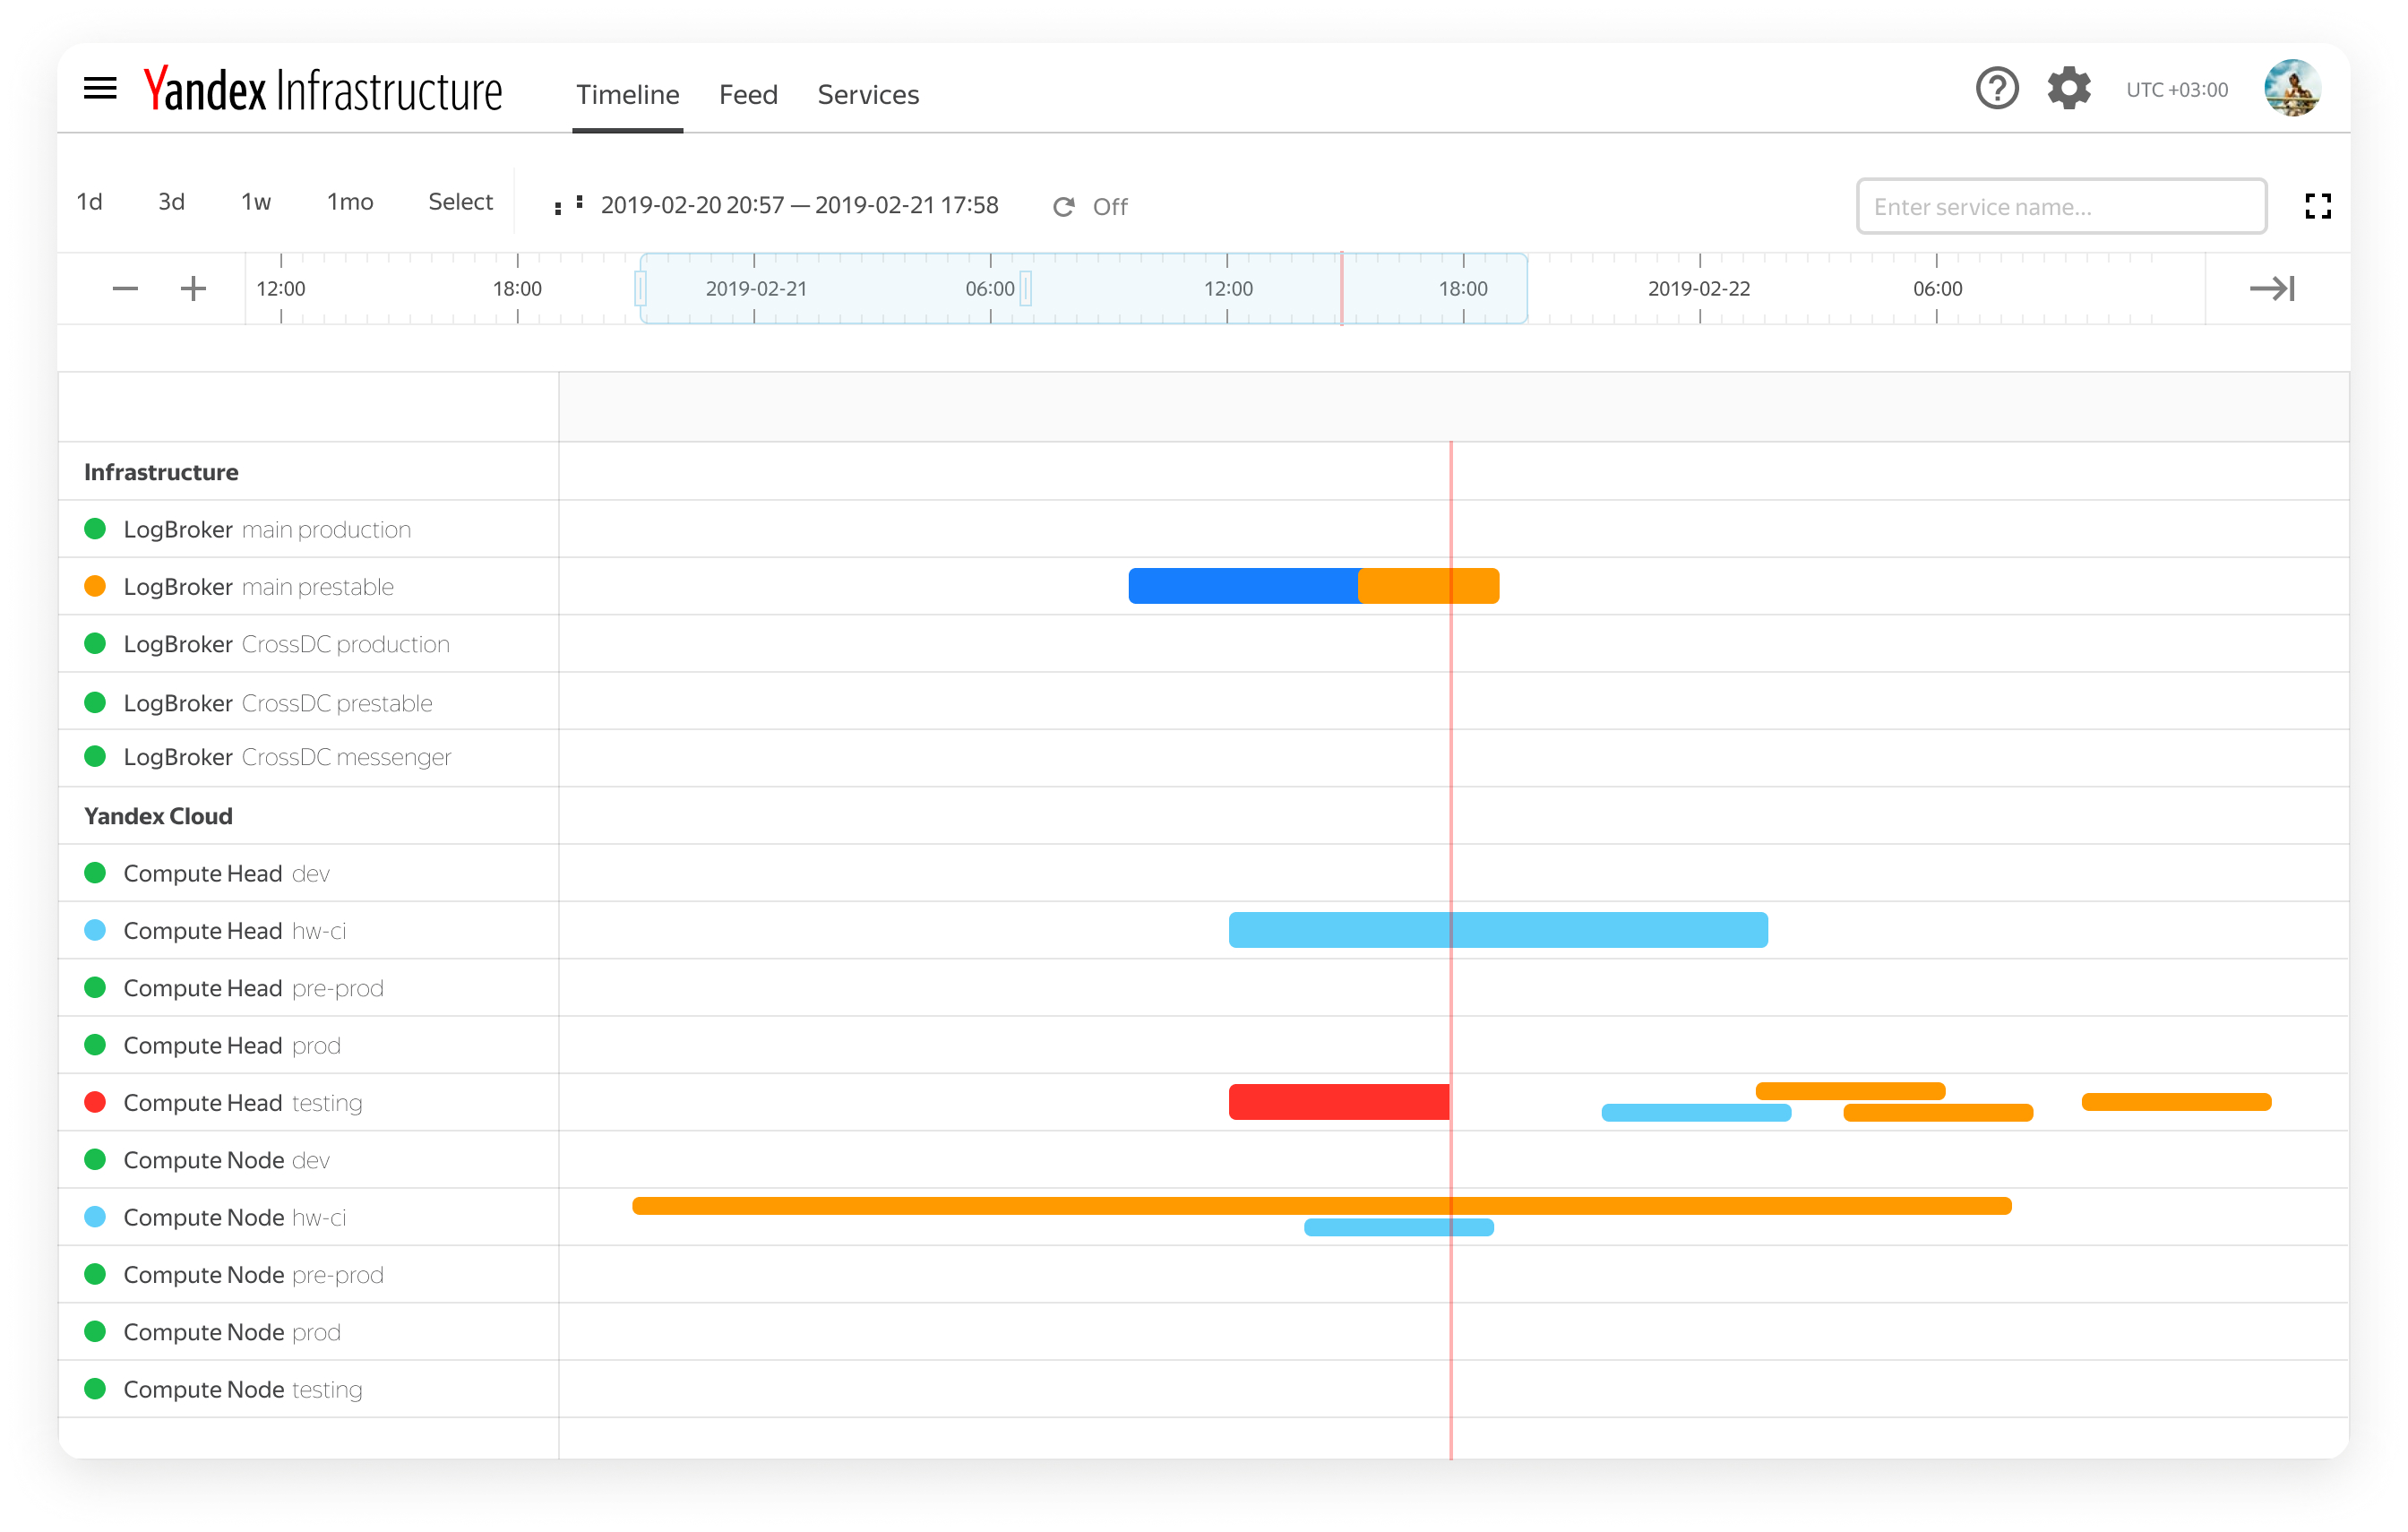 Yandex Infrastructure Timeline Feed Services UTC +03:00
1d 3d 1w 1mo Select 2019-02-20 20:57 — 2019-02-21 17:58 Off Enter service name...
12:00 18:00 2019-02-21 06:00 12:00 18:00 2019-02-22 06:00
Infrastructure
LogBroker main production
LogBroker main prestable
LogBroker CrossDC production
LogBroker CrossDC prestable
LogBroker CrossDC messenger
Yandex Cloud
Compute Head dev
Compute Head hw-ci
Compute Head pre-prod
Compute Head prod
Compute Head testing
Compute Node dev
Compute Node hw-ci
Compute Node pre-prod
Compute Node prod
Compute Node testing